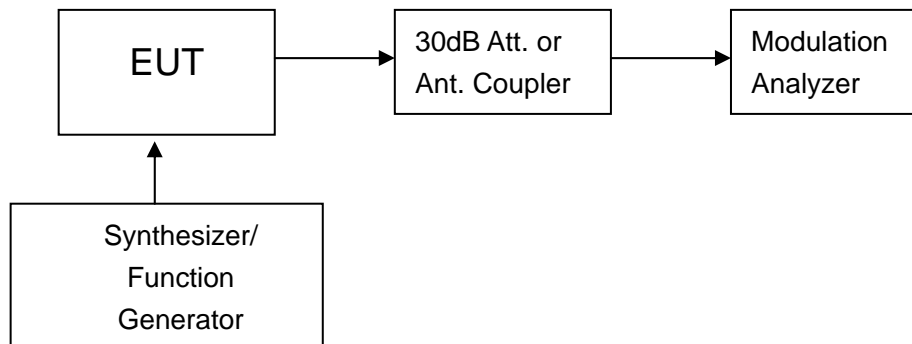 EUT
30dB Att. or
Ant. Coupler
Modulation
Analyzer
Synthesizer/
Function
Generator